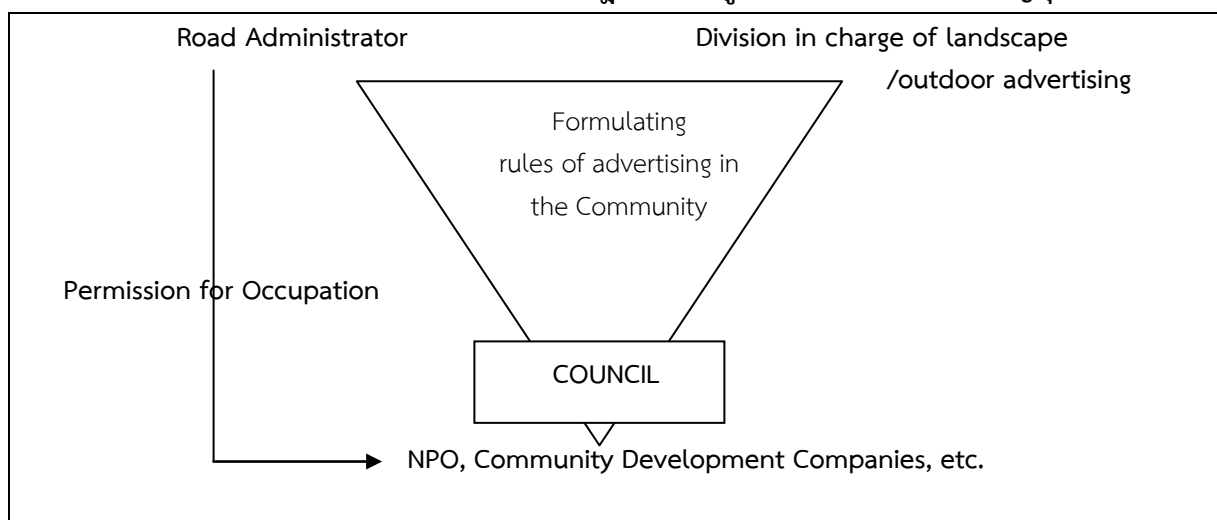 Road Administrator
Division in charge of landscape
/outdoor advertising
Formulating
rules of advertising in
the Community
Permission for Occupation
COUNCIL
NPO, Community Development Companies, etc.